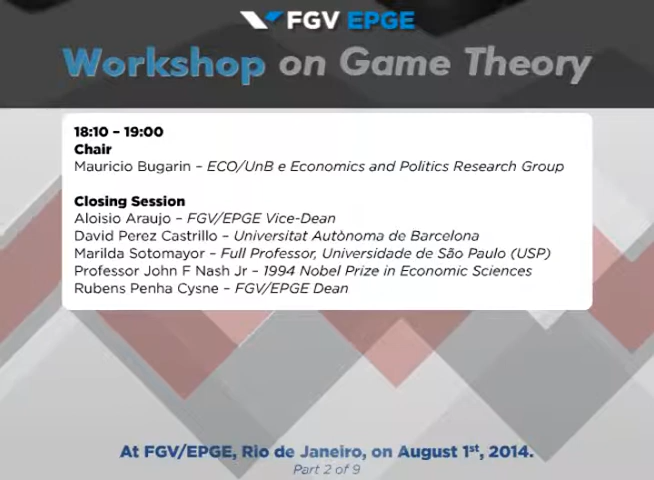 FGV EPGE
Workshop on Game Theory
18:10 – 19:00
Chair
Mauricio Bugarin – ECO/UnB e Economics and Politics Research Group
Closing Session
Aloisio Araujo – FGV/EPGE Vice-Dean
David Perez Castrillo – Universitat Autònoma de Barcelona
Marilda Sotomayor – Full Professor, Universidade de São Paulo (USP)
Professor John F Nash Jr – 1994 Nobel Prize in Economic Sciences
Rubens Penha Cysne – FGV/EPGE Dean
At FGV/EPGE, Rio de Janeiro, on August 1st, 2014.
Part 2 of 9